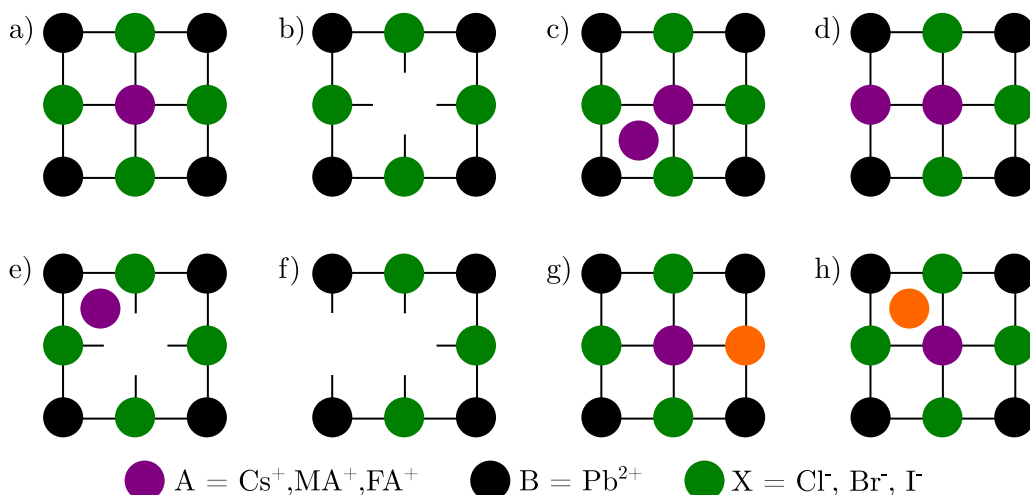 a) b) c) d)
e) f) g) h)
A = Cs⁺,MA⁺,FA⁺ B = Pb²⁺ X = Cl⁻, Br⁻, I⁻